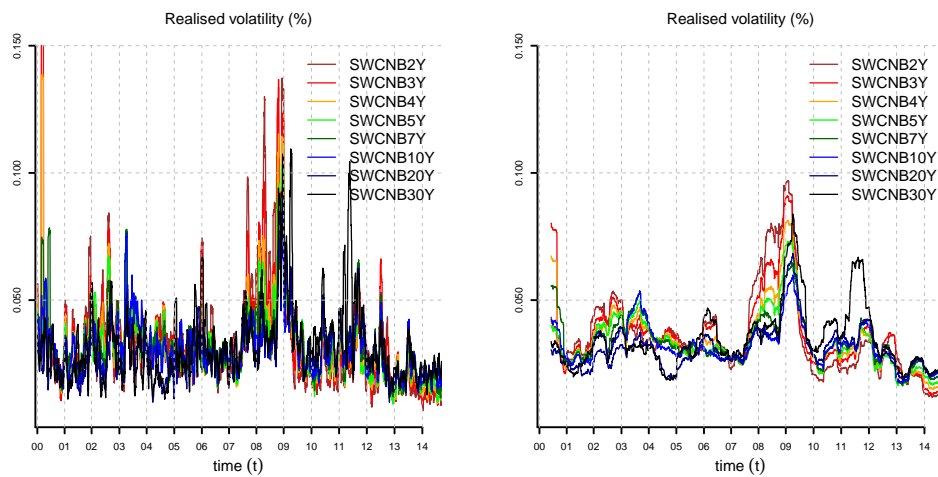 Realised volatility (%)
0.150
0.100
0.050
SWCNB2Y
SWCNB3Y
SWCNB4Y
SWCNB5Y
SWCNB7Y
SWCNB10Y
SWCNB20Y
SWCNB30Y
00 01 02 03 04 05 06 07 08 09 10 11 12 13 14
time (t)
Realised volatility (%)
0.150
0.100
0.050
SWCNB2Y
SWCNB3Y
SWCNB4Y
SWCNB5Y
SWCNB7Y
SWCNB10Y
SWCNB20Y
SWCNB30Y
00 01 02 03 04 05 06 07 08 09 10 11 12 13 14
time (t)